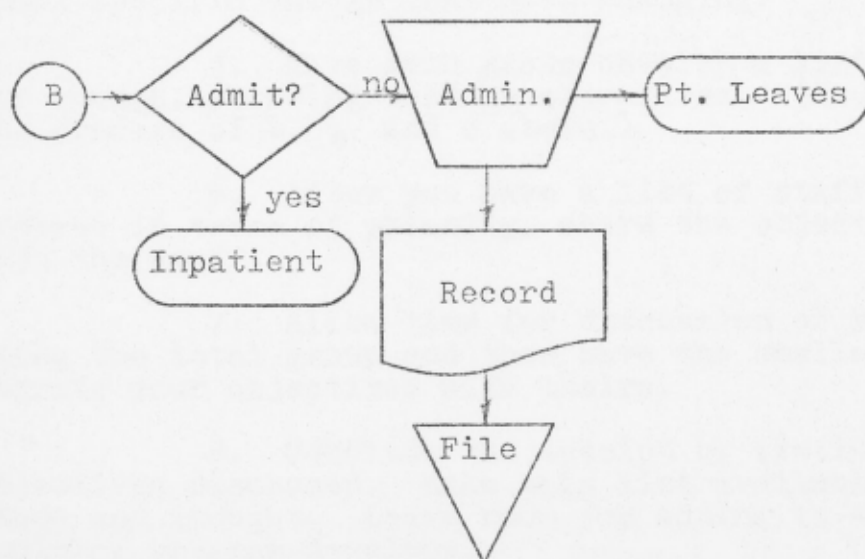 B
Admit?
no
Admin.
Pt. Leaves
yes
Inpatient
Record
File